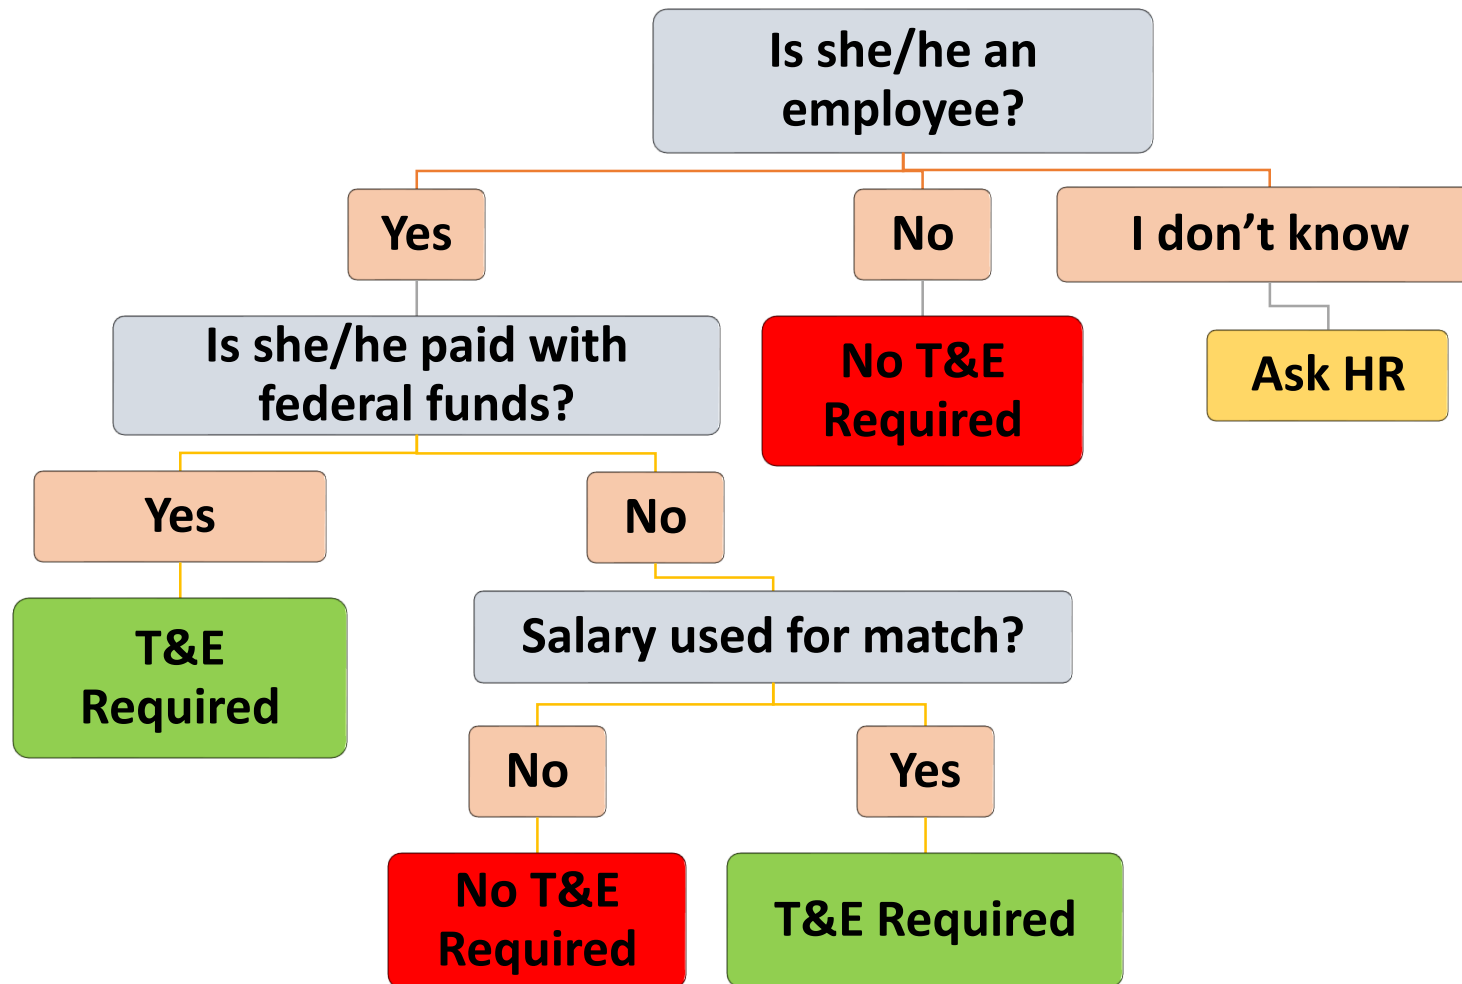 Is she/he an
employee?
Yes
No
I don’t know
Is she/he paid with
federal funds?
No T&E
Required
Ask HR
Yes
No
T&E
Required
Salary used for match?
No
Yes
No T&E
Required
T&E Required